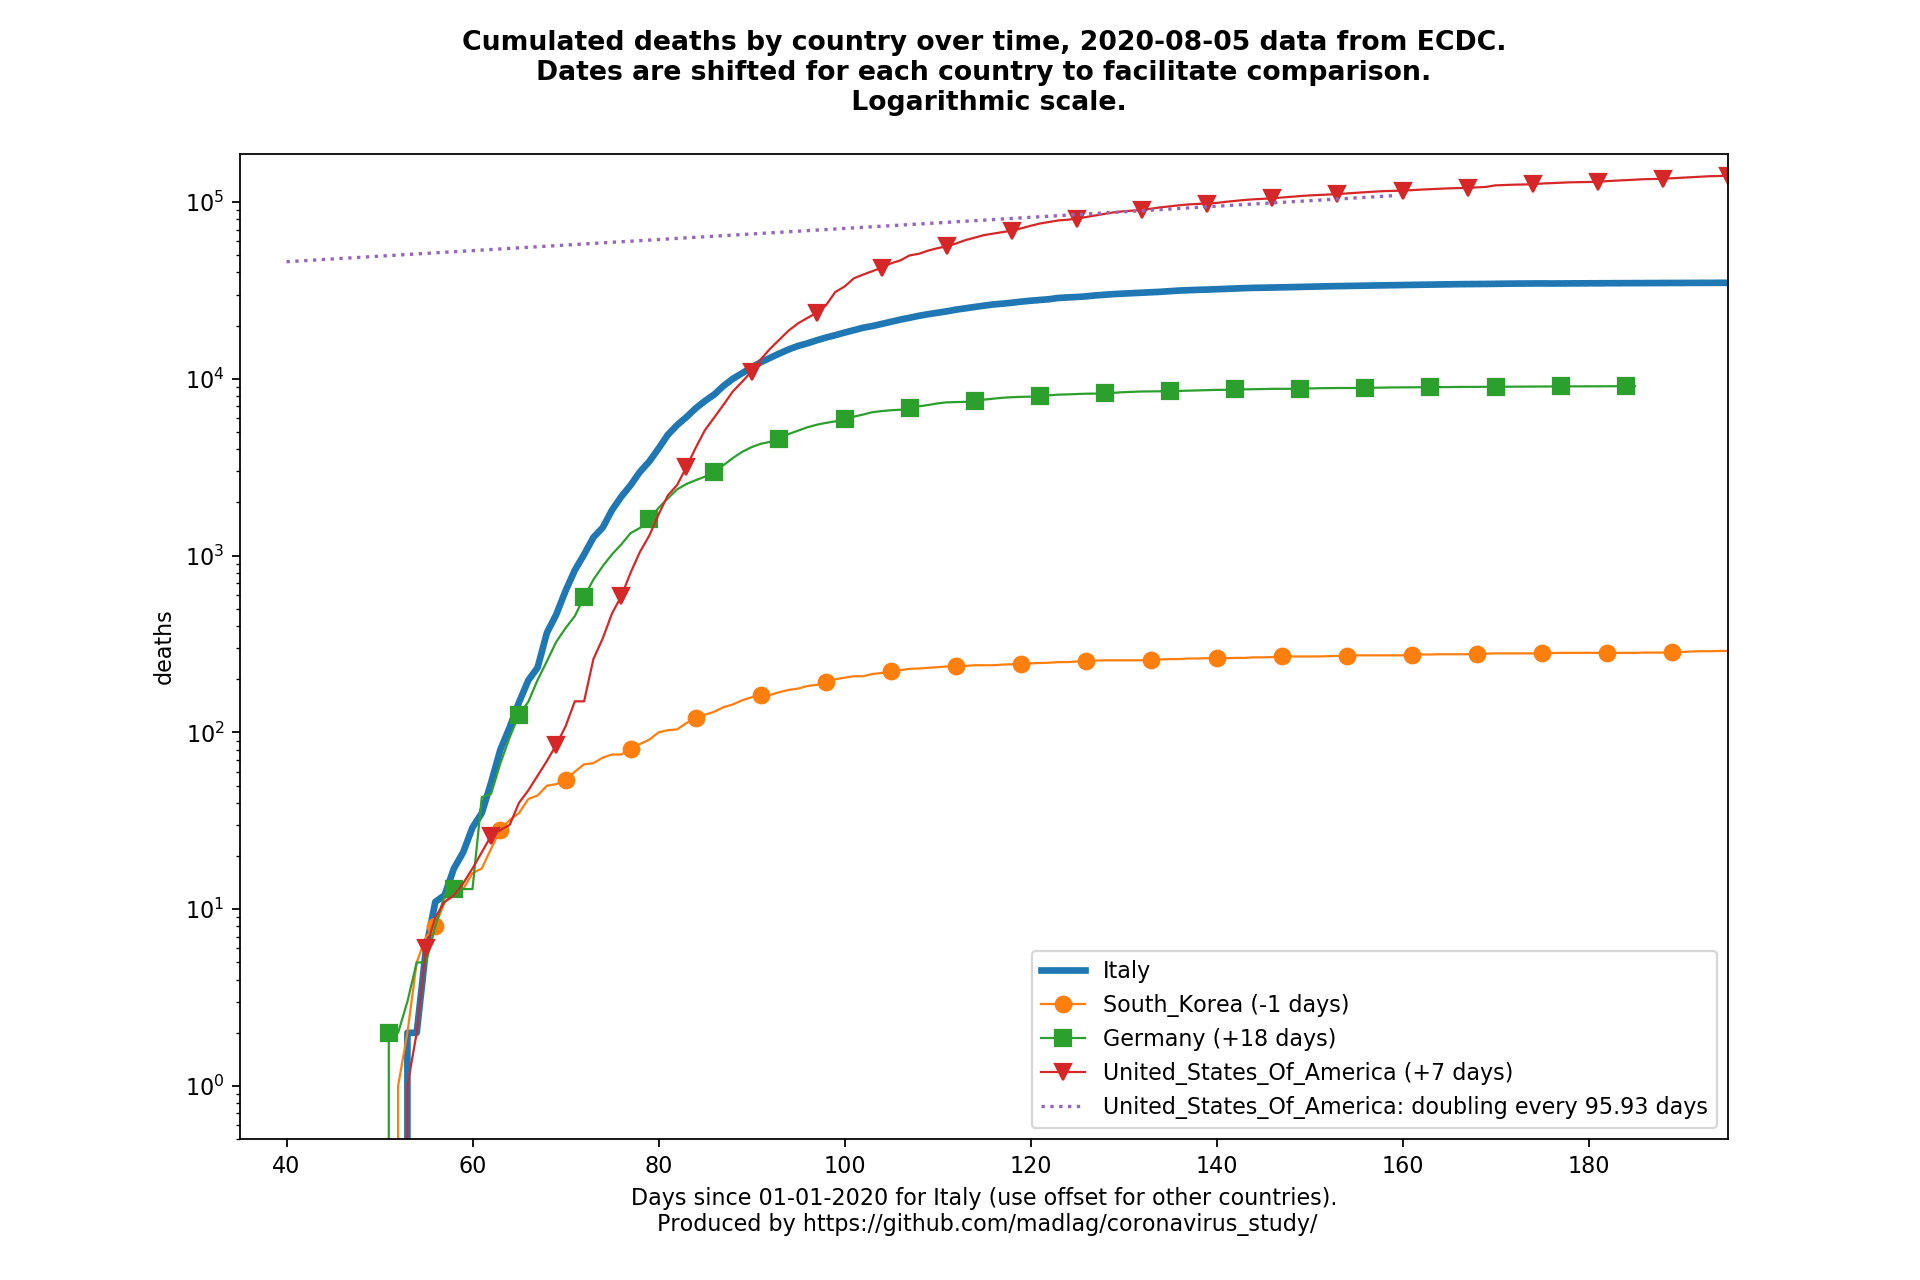 Cumulated deaths by country over time, 2020-08-05 data from ECDC.
Dates are shifted for each country to facilitate comparison.
Logarithmic scale.
10^5
10^4
10^3
10^2
10^1
10^0
deaths
Italy
South_Korea (-1 days)
Germany (+18 days)
United_States_Of_America (+7 days)
United_States_Of_America: doubling every 95.93 days
40 60 80 100 120 140 160 180
Days since 01-01-2020 for Italy (use offset for other countries).
Produced by https://github.com/madlag/coronavirus_study/